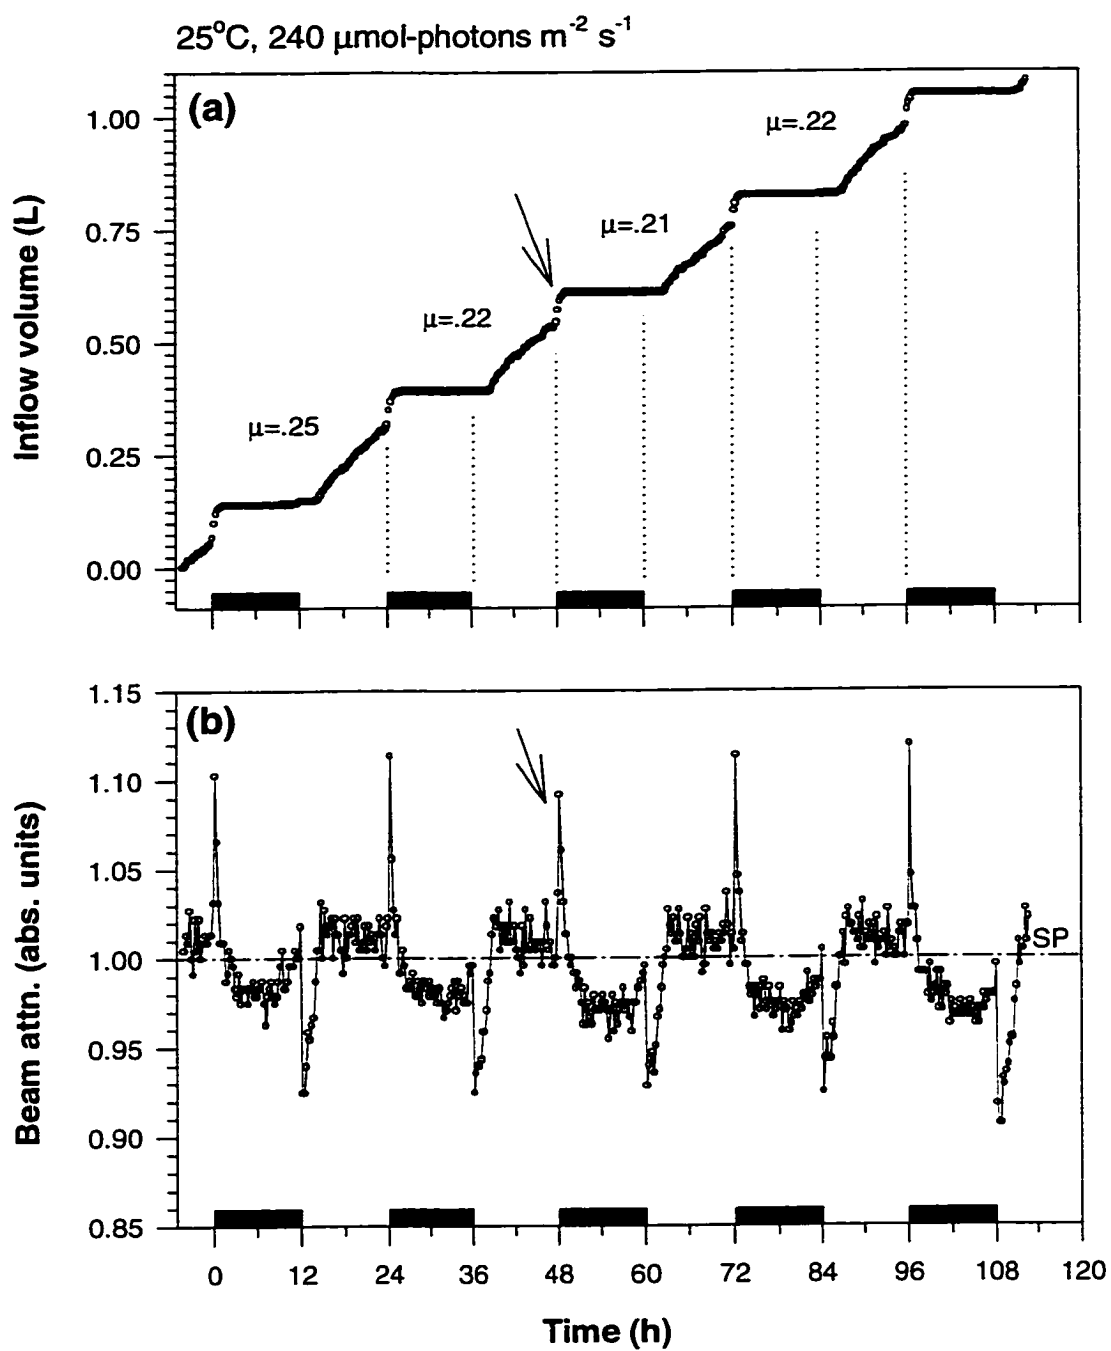 25°C, 240 μmol-photons m⁻² s⁻¹
(a)
Inflow volume (L)
1.00
0.75
0.50
0.25
0.00
μ=.25
μ=.22
μ=.21
μ=.22
(b)
Beam attn. (abs. units)
1.15
1.10
1.05
1.00
0.95
0.90
0.85
SP
0 12 24 36 48 60 72 84 96 108 120
Time (h)